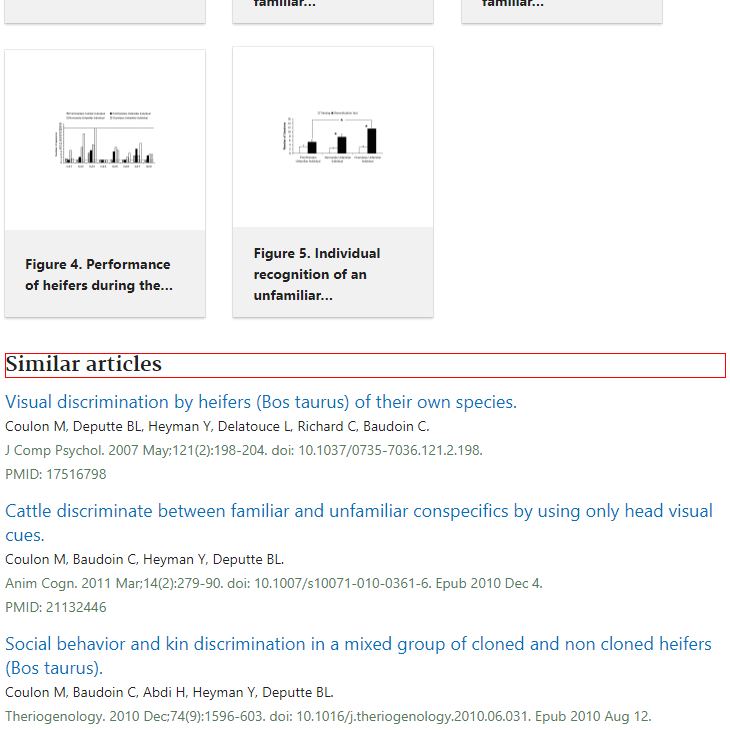 familiar...
familiar...
Figure 4. Performance
of heifers during the...
Figure 5. Individual
recognition of an
unfamiliar...
Similar articles
Visual discrimination by heifers (Bos taurus) of their own species.
Coulon M, Deputte BL, Heyman Y, Delatouce L, Richard C, Baudoin C.
J Comp Psychol. 2007 May;121(2):198-204. doi: 10.1037/0735-7036.121.2.198.
PMID: 17516798
Cattle discriminate between familiar and unfamiliar conspecifics by using only head visual
cues.
Coulon M, Baudoin C, Heyman Y, Deputte BL.
Anim Cogn. 2011 Mar;14(2):279-90. doi: 10.1007/s10071-010-0361-6. Epub 2010 Dec 4.
PMID: 21132446
Social behavior and kin discrimination in a mixed group of cloned and non cloned heifers
(Bos taurus).
Coulon M, Baudoin C, Abdi H, Heyman Y, Deputte BL.
Theriogenology. 2010 Dec;74(9):1596-603. doi: 10.1016/j.theriogenology.2010.06.031. Epub 2010 Aug 12.